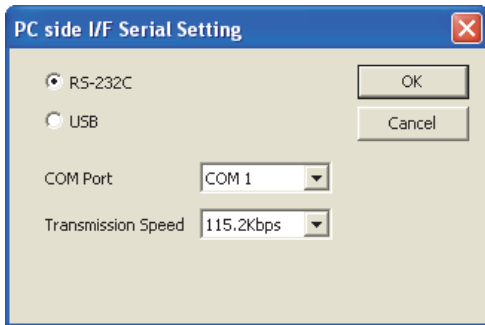 PC side I/F Serial Setting
RS-232C
OK
USB
Cancel
COM Port
COM 1
Transmission Speed
115.2Kbps